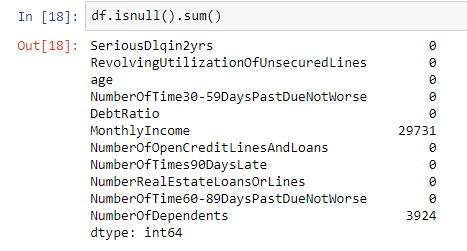 In [18]: df.isnull().sum()
Out[18]: SeriousDlqin2yrs 0
RevolvingUtilizationOfUnsecuredLines 0
age 0
NumberOfTime30-59DaysPastDueNotWorse 0
DebtRatio 0
MonthlyIncome 29731
NumberOfOpenCreditLinesAndLoans 0
NumberOfTimes90DaysLate 0
NumberRealEstateLoansOrLines 0
NumberOfTime60-89DaysPastDueNotWorse 0
NumberOfDependents 3924
dtype: int64